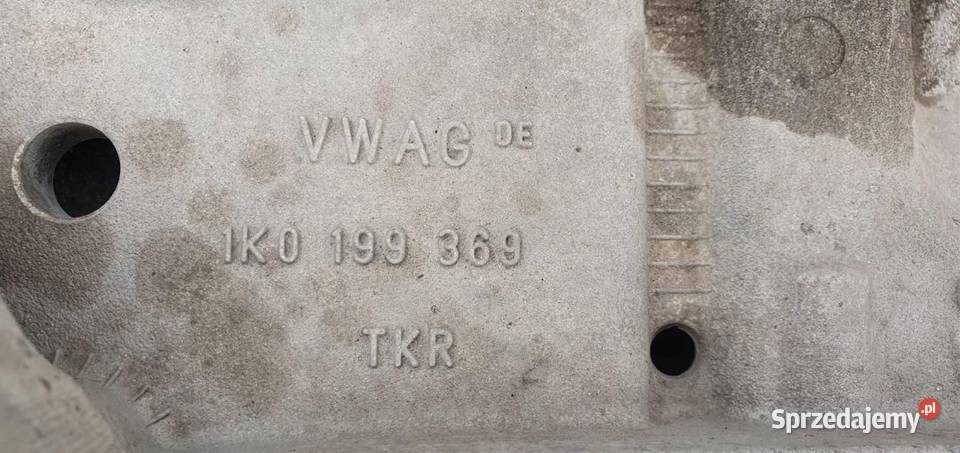 VWAG DE
1K0 199 369
TKR
Sprzedajemy.pl